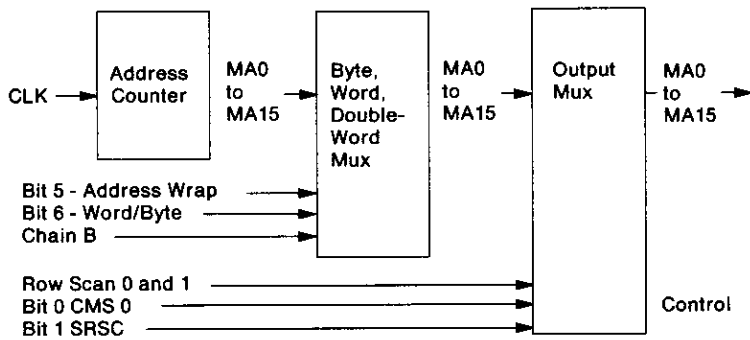 CLK
Address
Counter
MA0
to
MA15
Byte,
Word,
Double-
Word
Mux
MA0
to
MA15
Output
Mux
MA0
to
MA15
Bit 5 - Address Wrap
Bit 6 - Word/Byte
Chain B
Row Scan 0 and 1
Bit 0 CMS 0
Bit 1 SRSC
Control